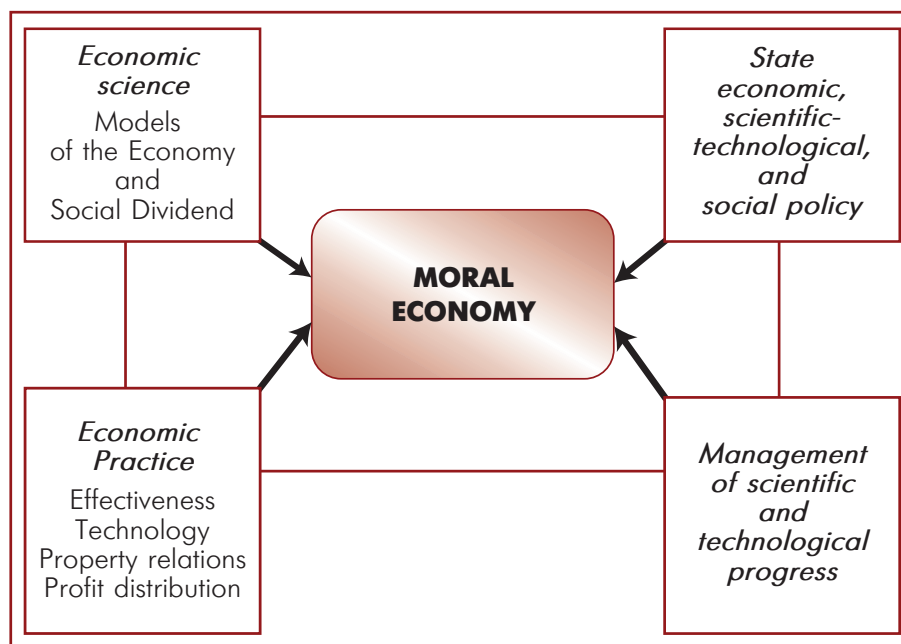 Economic
science
Models
of the Economy
and
Social Dividend
State
economic,
scientific-
technological,
and
social policy
MORAL
ECONOMY
Economic
Practice
Effectiveness
Technology
Property relations
Profit distribution
Management
of scientific
and
technological
progress